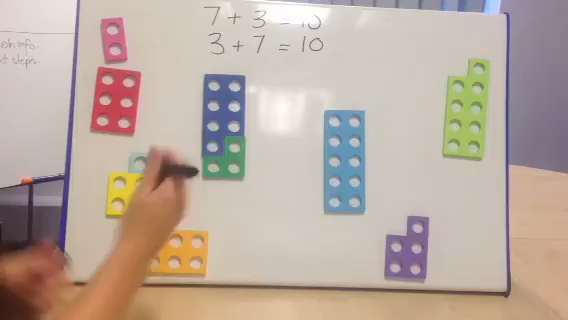 7 + 3 = 10
3 + 7 = 10